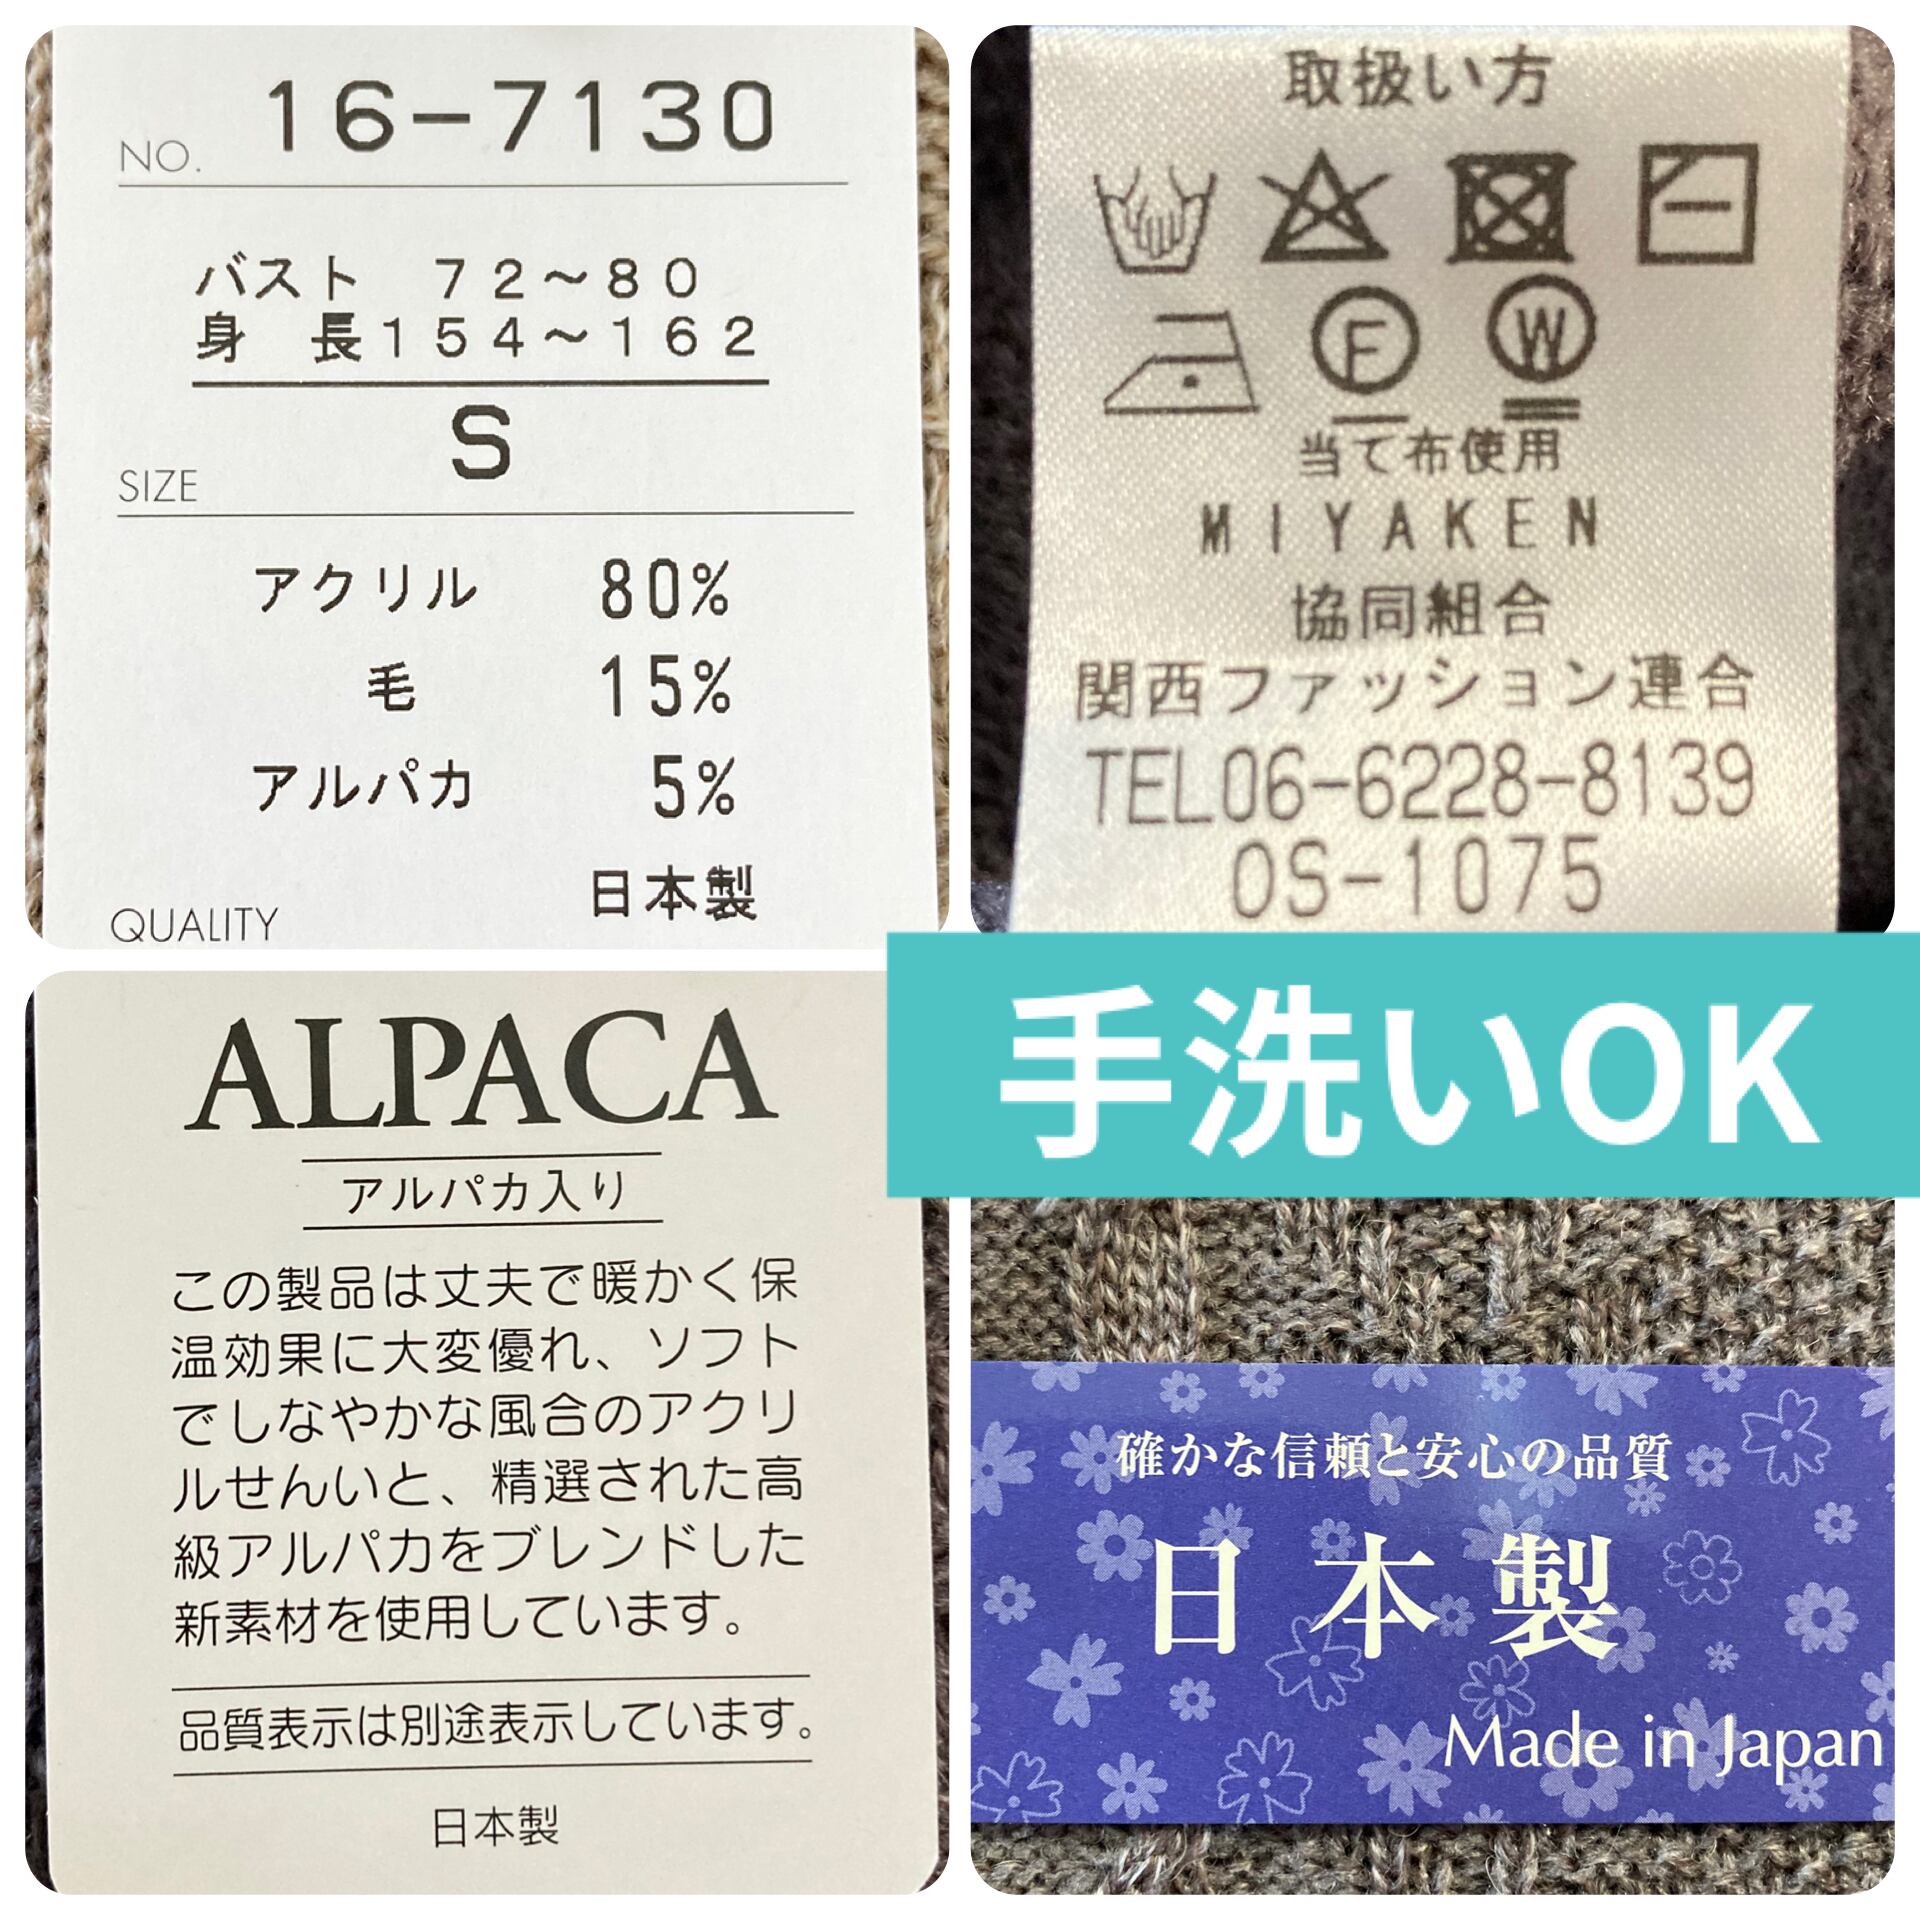 NO. 16-7130
バスト 72～80
身 長154～162
S
SIZE
アクリル 80%
毛 15%
アルパカ 5%
日本製
QUALITY
取扱い方
F W
当て布使用
MIYAKEN
協同組合
関西ファッション連合
TEL06-6228-8139
OS-1075
手洗いOK
ALPACA
アルパカ入り
この製品は丈夫で暖かく保
温効果に大変優れ、ソフト
でしなやかな風合のアクリ
ルせんいと、精選された高
級アルパカをブレンドした
新素材を使用しています。
品質表示は別途表示しています。
日本製
確かな信頼と安心の品質
日本製
Made in Japan